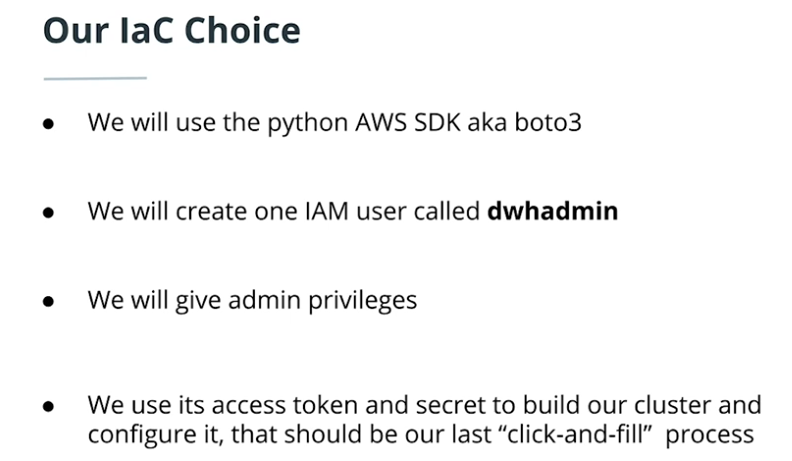 Our IaC Choice
● We will use the python AWS SDK aka boto3
● We will create one IAM user called dwhadmin
● We will give admin privileges
● We use its access token and secret to build our cluster and
configure it, that should be our last “click-and-fill” process